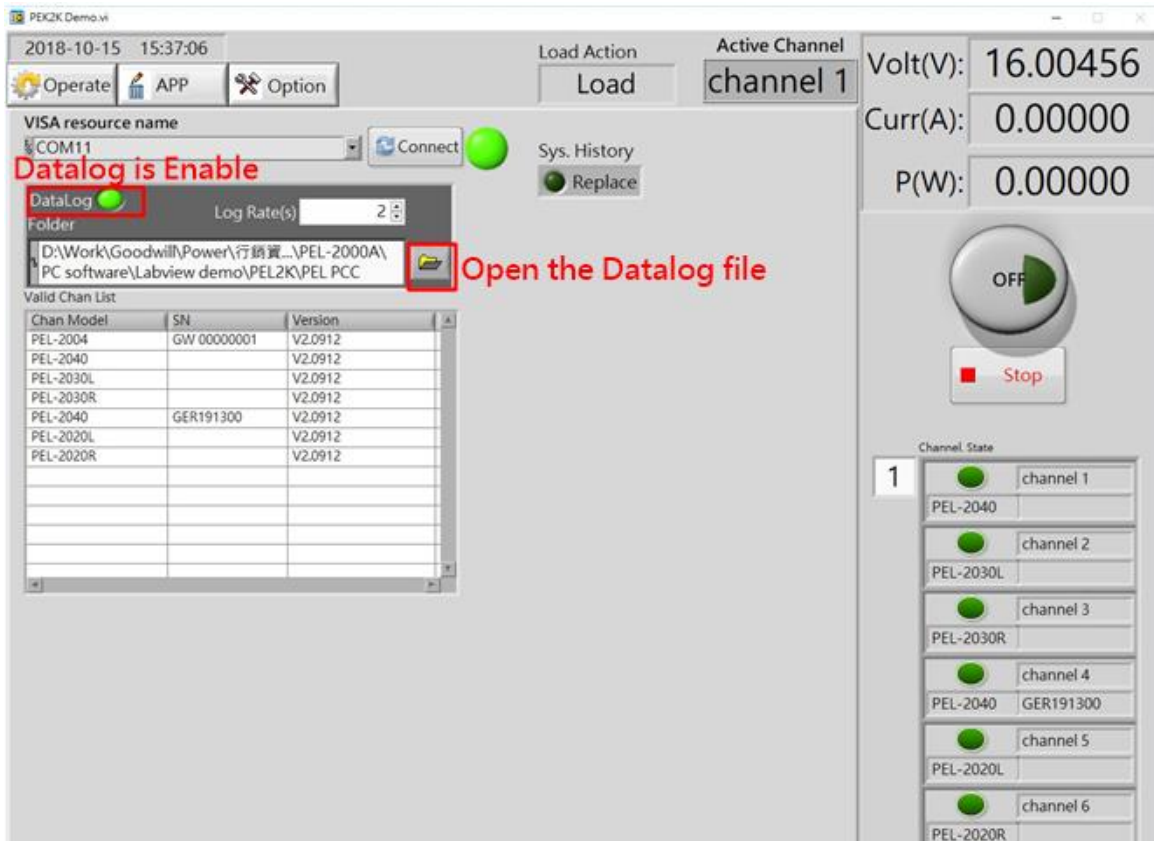 PEK2K Demo.vi
2018-10-15 15:37:06
Operate APP Option
Load Action
Load
Active Channel
channel 1
Volt(V): 16.00456
Curr(A): 0.00000
P(W): 0.00000
VISA resource name
COM11
Connect
Sys. History
Replace
Datalog is Enable
DataLog
Log Rate(s) 2
Folder
D:\Work\Goodwill\Power\行銷資...\PEL-2000A\
PC software\Labview demo\PEL2K\PEL PCC
Open the Datalog file
Valid Chan List
Chan Model SN Version
PEL-2004 GW 00000001 V2.0912
PEL-2040 V2.0912
PEL-2030L V2.0912
PEL-2030R V2.0912
PEL-2040 GER191300 V2.0912
PEL-2020L V2.0912
PEL-2020R V2.0912
OFF
Stop
Channel. State
1
channel 1
PEL-2040
channel 2
PEL-2030L
channel 3
PEL-2030R
channel 4
PEL-2040 GER191300
channel 5
PEL-2020L
channel 6
PEL-2020R